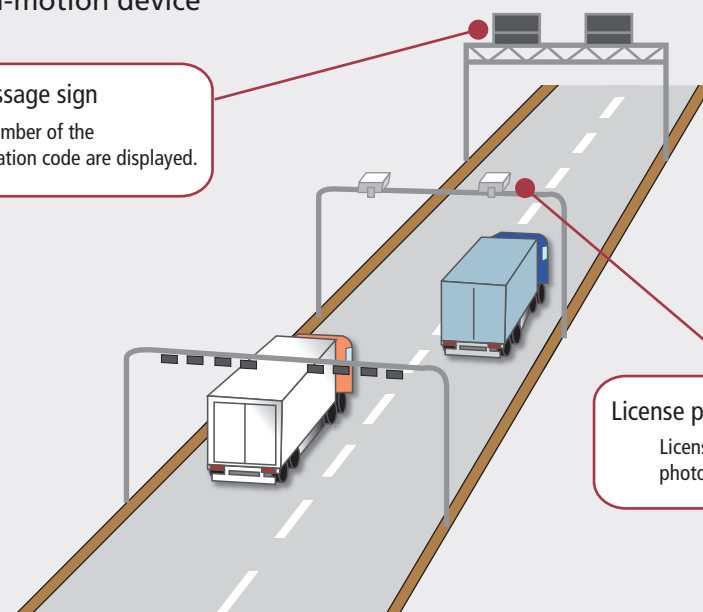 -motion device
ssage sign
mber of the
ation code are displayed.
License p
Licens
photo